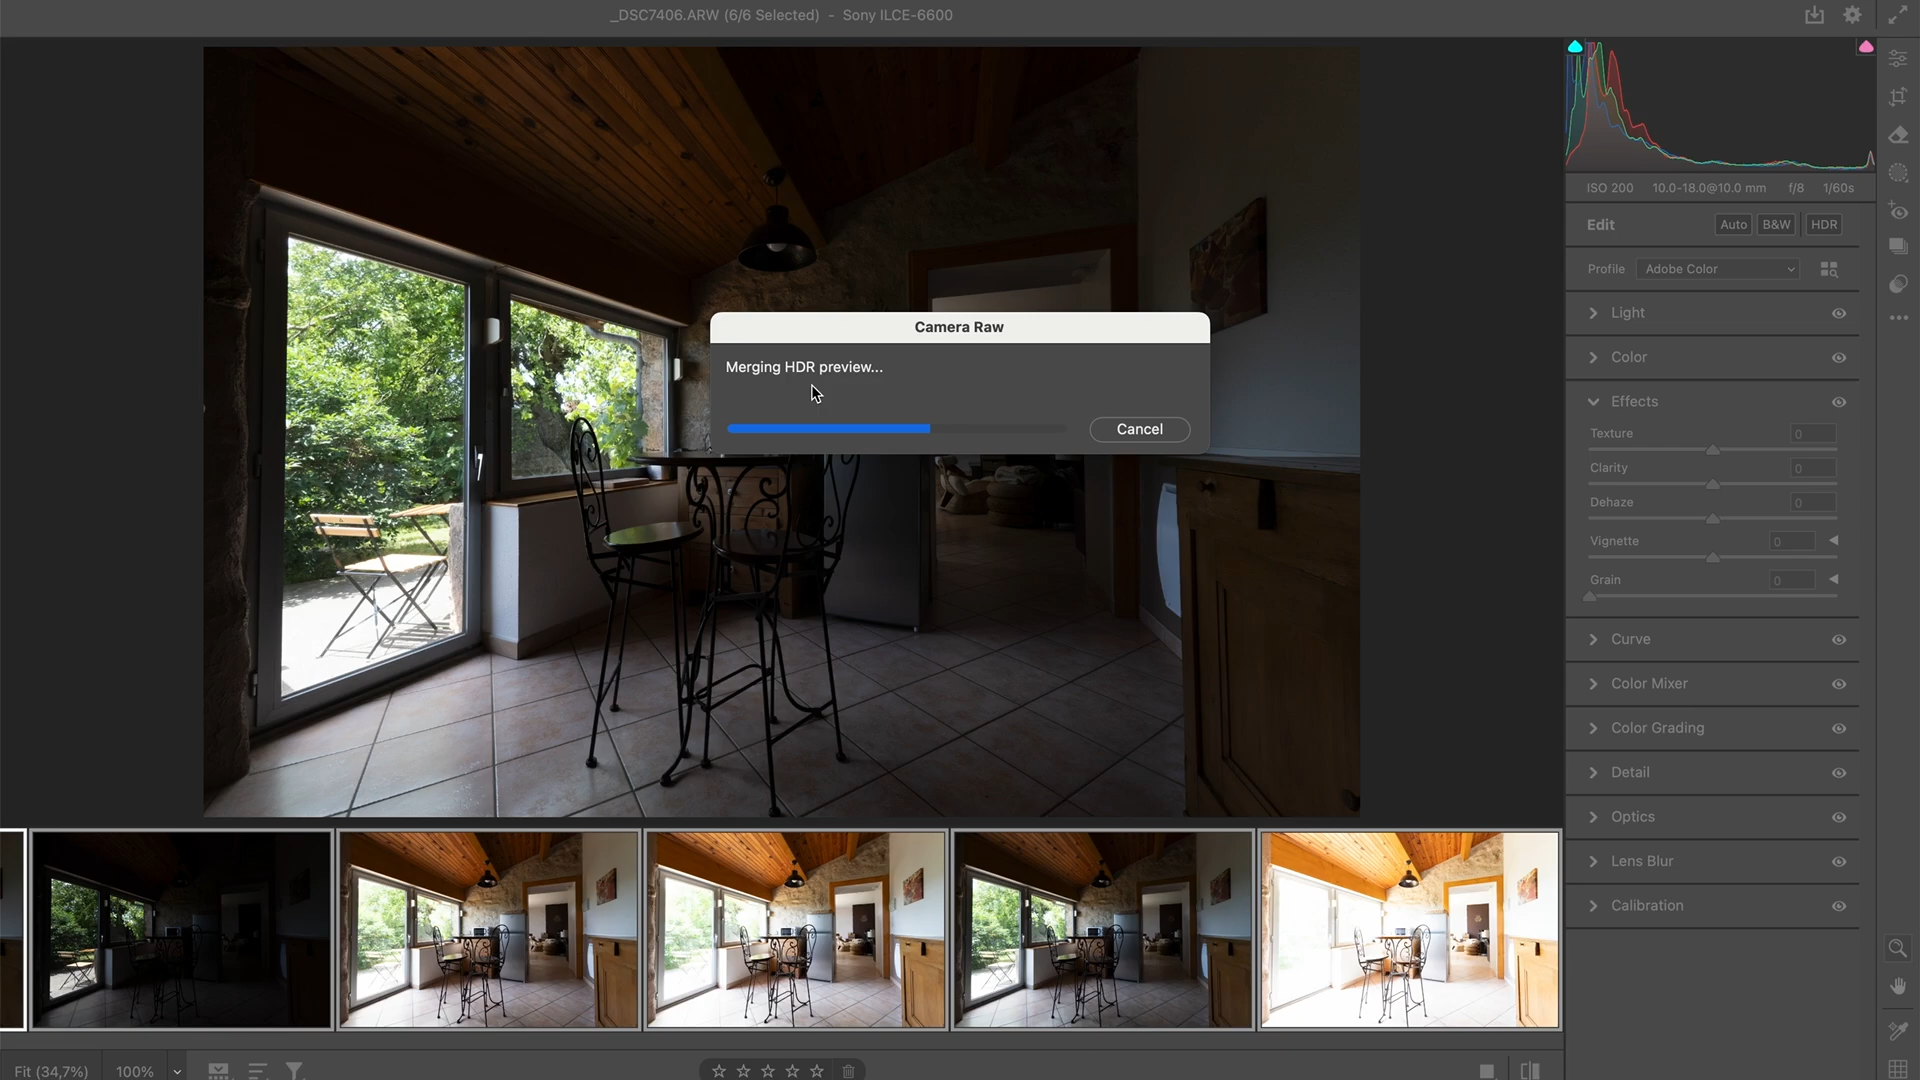 _DSC7406.ARW (6/6 Selected) - Sony ILCE-6600
ISO 200 10.0-18.0@10.0 mm f/8 1/60s
Edit Auto B&W HDR
Profile Adobe Color
Light
Color
Camera Raw
Merging HDR preview...
Cancel
Effects
Texture 0
Clarity 0
Dehaze 0
Vignette 0
Grain 0
Curve
Color Mixer
Color Grading
Detail
Optics
Lens Blur
Calibration
Fit (34,7%) 100%